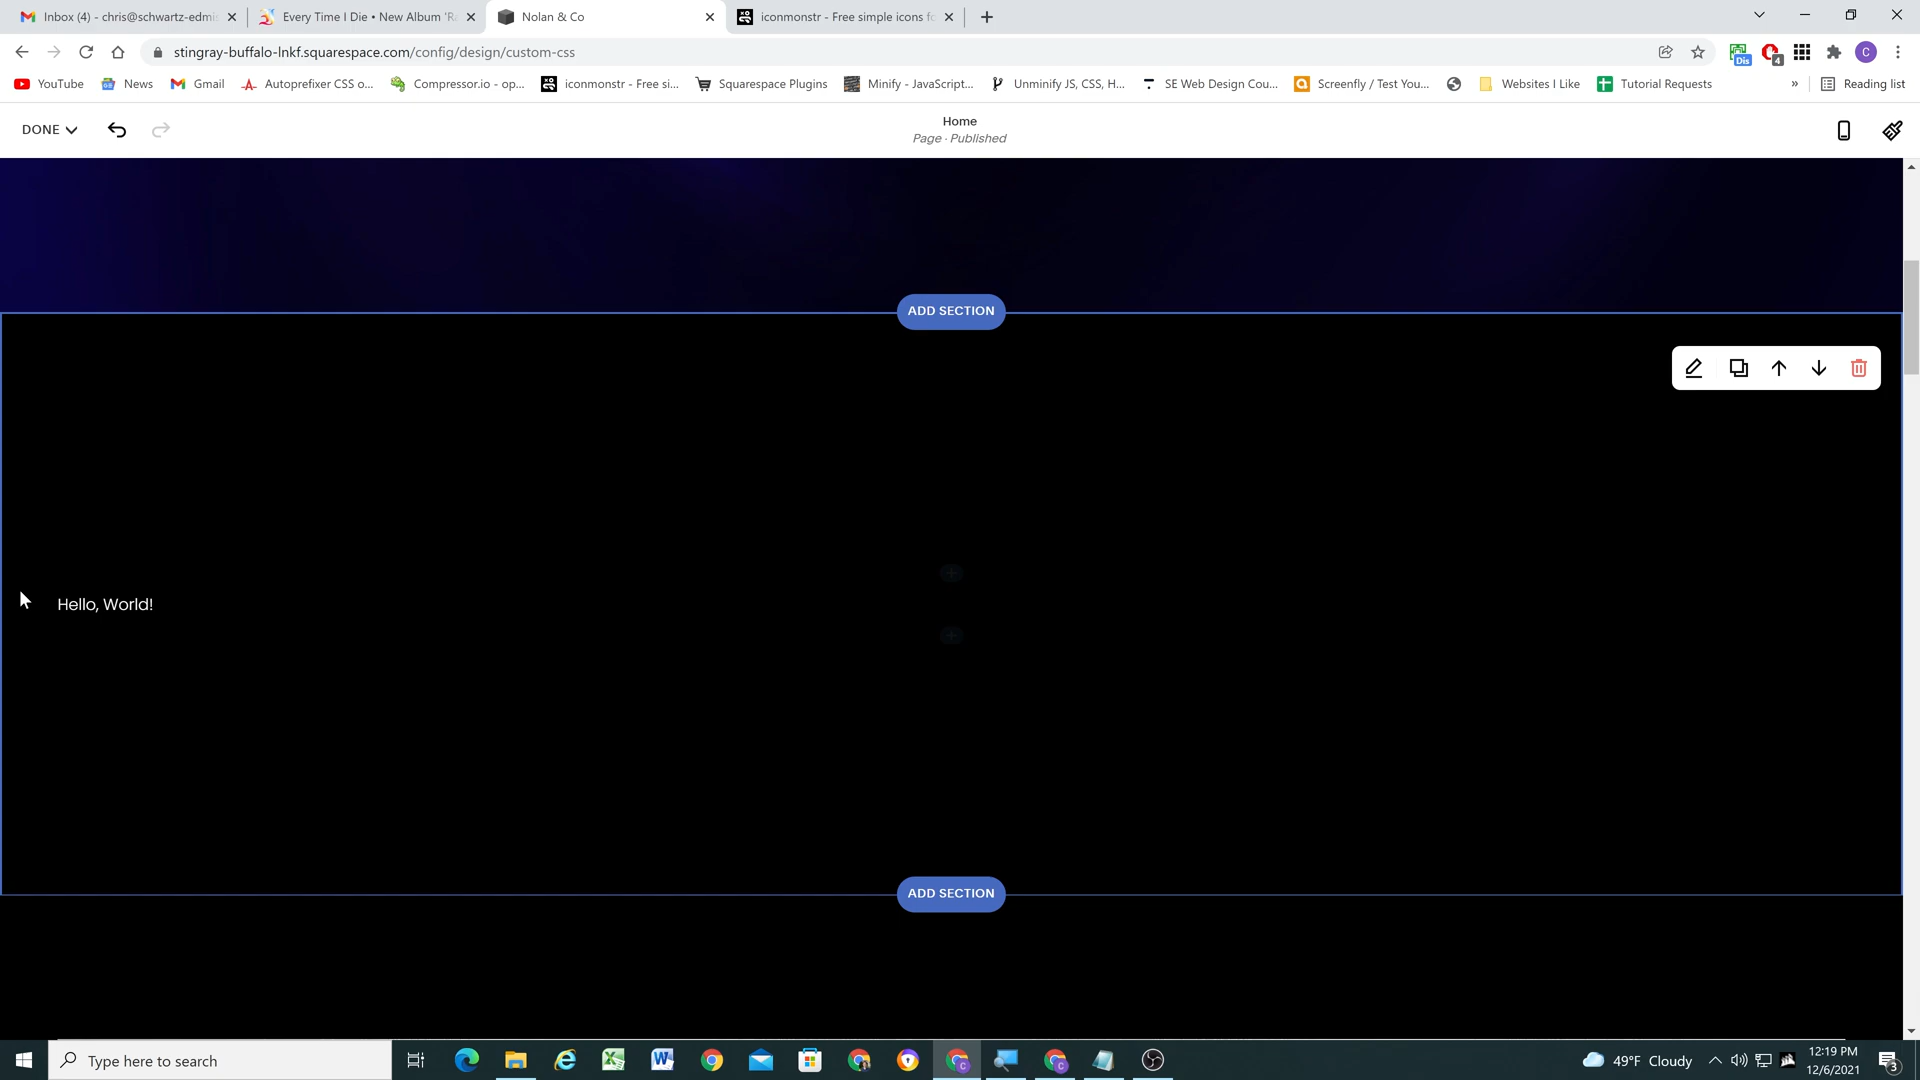 Inbox (4) - chris@schwartz-edmi
Every Time I Die • New Album 'Ra
Nolan & Co
iconmonstr - Free simple icons fo
stingray-buffalo-lnkf.squarespace.com/config/design/custom-css
Dis
4
C
YouTube
News
Gmail
Autoprefixer CSS o...
Compressor.io - op...
iconmonstr - Free si...
Squarespace Plugins
Minify - JavaScript...
Unminify JS, CSS, H...
SE Web Design Cou...
Screenfly / Test You...
Websites I Like
Tutorial Requests
»
Reading list
DONE
Home
Page · Published
ADD SECTION
Hello, World!
ADD SECTION
Type here to search
49°F Cloudy
12:19 PM
12/6/2021
3